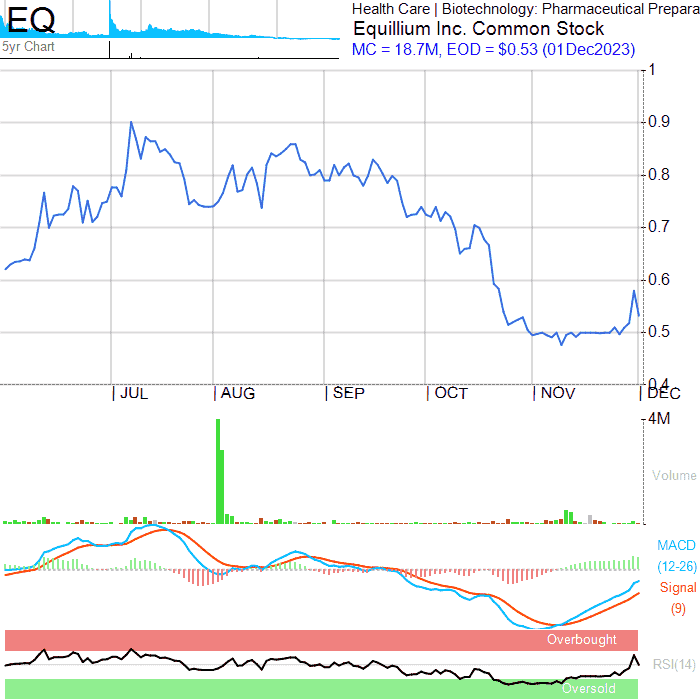 EQ
5yr Chart
Health Care | Biotechnology: Pharmaceutical Prepara
Equillium Inc. Common Stock
MC = 18.7M, EOD = $0.53 (01Dec2023)
1
0.9
0.8
0.7
0.6
0.5
0.4
JUL AUG SEP OCT NOV DEC
4M
Volume
MACD
(12-26)
Signal
(9)
Overbought
RSI(14)
Oversold